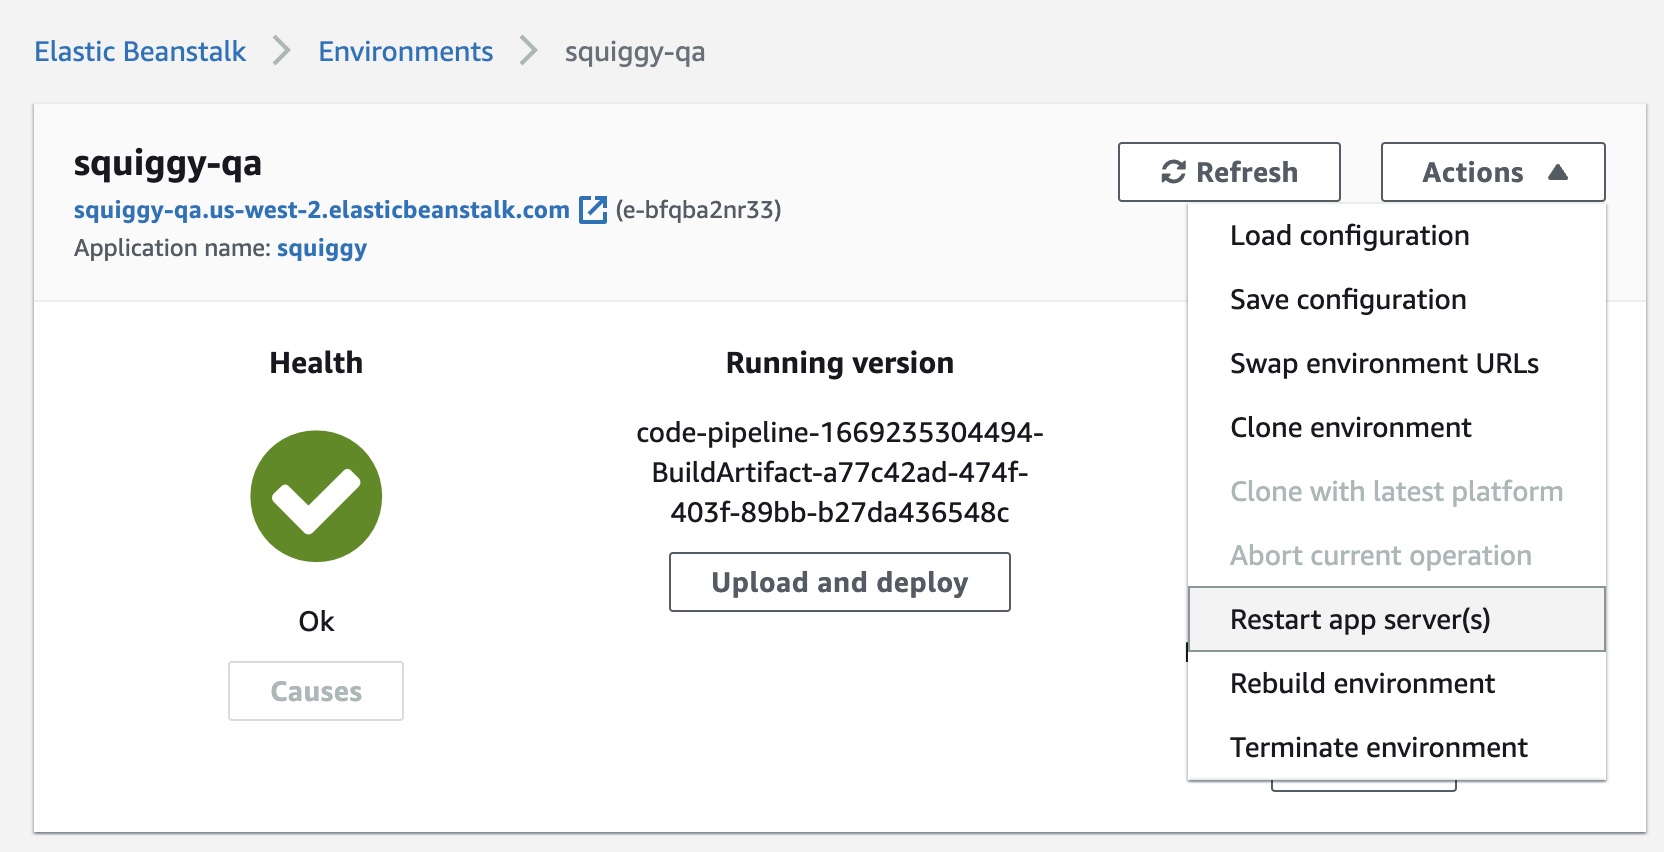 Elastic Beanstalk > Environments > squiggy-qa
squiggy-qa
squiggy-qa.us-west-2.elasticbeanstalk.com (e-bfqba2nr33)
Application name: squiggy
Refresh
Actions
Load configuration
Save configuration
Swap environment URLs
Clone environment
Clone with latest platform
Abort current operation
Restart app server(s)
Rebuild environment
Terminate environment
Health
Ok
Causes
Running version
code-pipeline-1669235304494-
BuildArtifact-a77c42ad-474f-
403f-89bb-b27da436548c
Upload and deploy